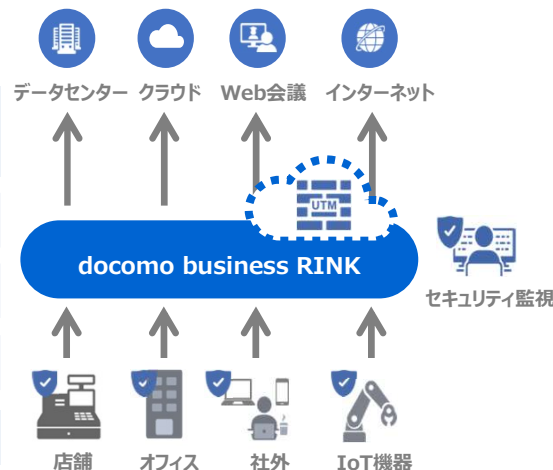 データセンター
クラウド
Web会議
インターネット
UTM
docomo business RINK
セキュリティ監視
店舗
オフィス
社外
IoT機器